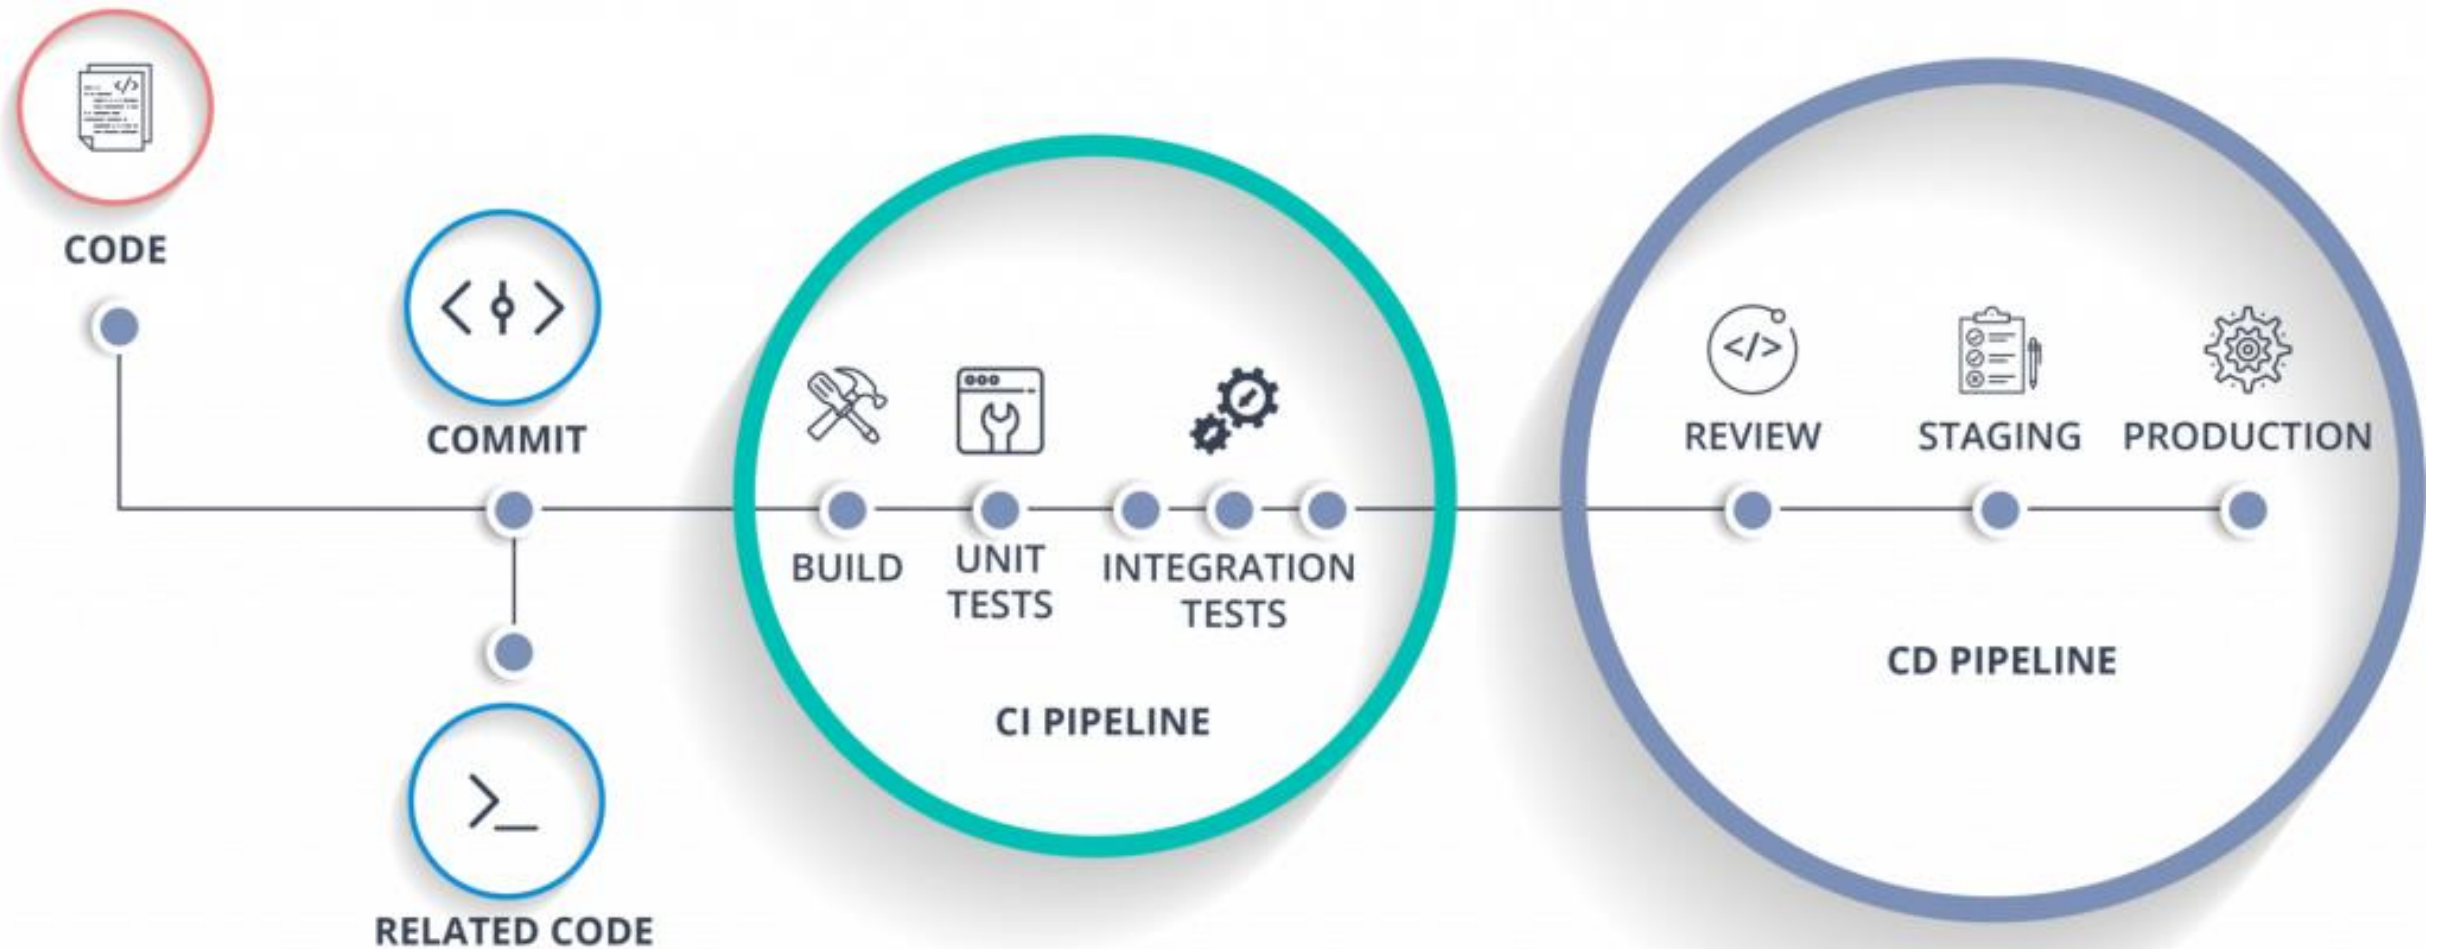 CODE
COMMIT
RELATED CODE
BUILD
UNIT
TESTS
INTEGRATION
TESTS
CI PIPELINE
REVIEW
STAGING
PRODUCTION
CD PIPELINE